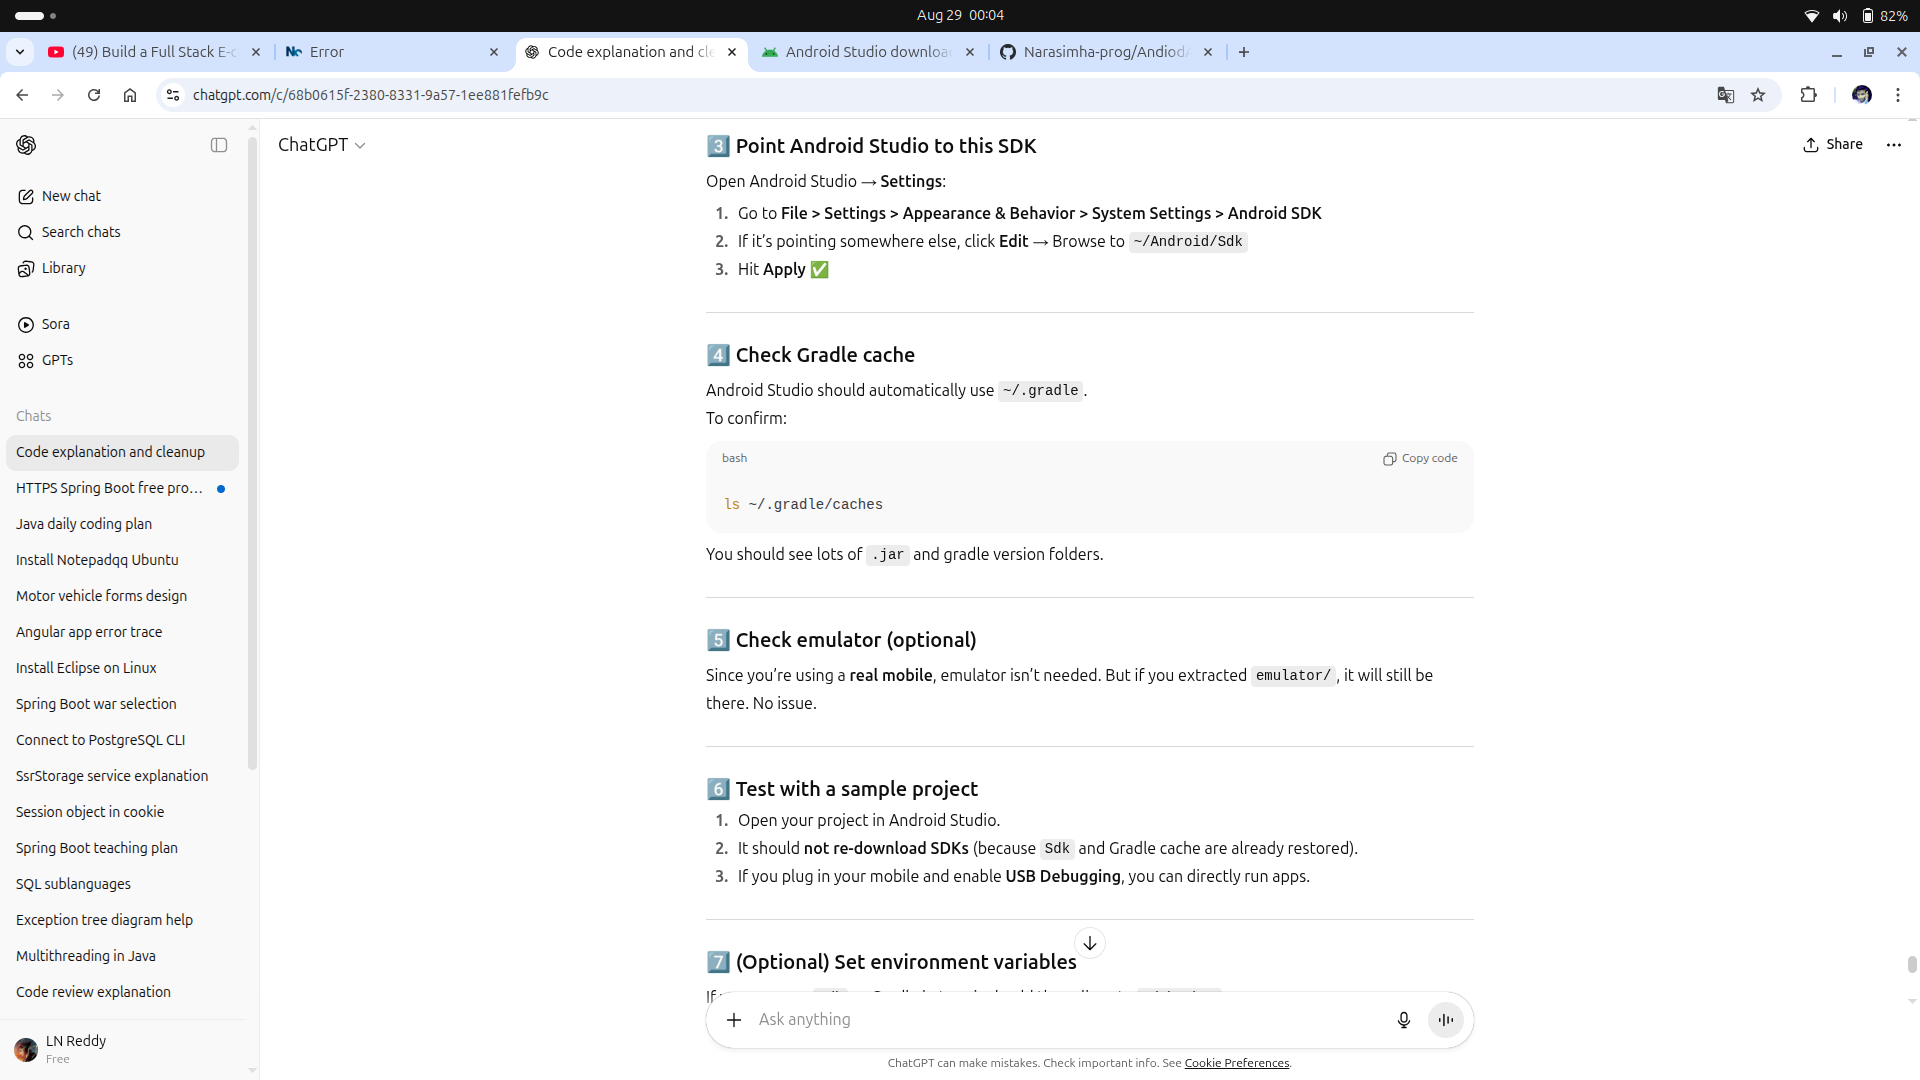 Aug 29 00:04
82%
(49) Build a Full Stack E-c
Error
Code explanation and cle
Android Studio downloa
Narasimha-prog/Andiod
chatgpt.com/c/68b0615f-2380-8331-9a57-1ee881fefb9c
ChatGPT
Share
New chat
Search chats
Library
Sora
GPTs
Chats
Code explanation and cleanup
HTTPS Spring Boot free pro...
Java daily coding plan
Install Notepadqq Ubuntu
Motor vehicle forms design
Angular app error trace
Install Eclipse on Linux
Spring Boot war selection
Connect to PostgreSQL CLI
SsrStorage service explanation
Session object in cookie
Spring Boot teaching plan
SQL sublanguages
Exception tree diagram help
Multithreading in Java
Code review explanation
LN Reddy
Free
3️⃣ Point Android Studio to this SDK
Open Android Studio → Settings:
1. Go to File > Settings > Appearance & Behavior > System Settings > Android SDK
2. If it's pointing somewhere else, click Edit → Browse to ~/Android/Sdk
3. Hit Apply ✅
4️⃣ Check Gradle cache
Android Studio should automatically use ~/.gradle.
To confirm:
bash
Copy code
ls ~/.gradle/caches
You should see lots of .jar and gradle version folders.
5️⃣ Check emulator (optional)
Since you're using a real mobile, emulator isn't needed. But if you extracted emulator/, it will still be
there. No issue.
6️⃣ Test with a sample project
1. Open your project in Android Studio.
2. It should not re-download SDKs (because Sdk and Gradle cache are already restored).
3. If you plug in your mobile and enable USB Debugging, you can directly run apps.
7️⃣ (Optional) Set environment variables
Ask anything
ChatGPT can make mistakes. Check important info. See Cookie Preferences.